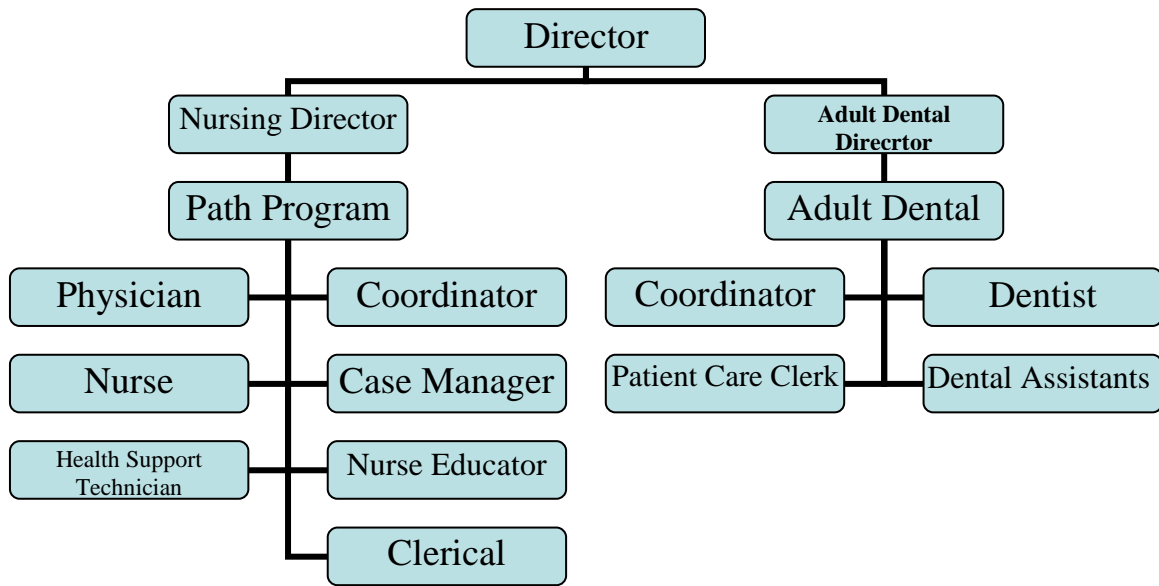 Director
Nursing Director
Adult Dental
Direcrtor
Path Program
Adult Dental
Physician
Coordinator
Coordinator
Dentist
Nurse
Case Manager
Patient Care Clerk
Dental Assistants
Health Support
Technician
Nurse Educator
Clerical